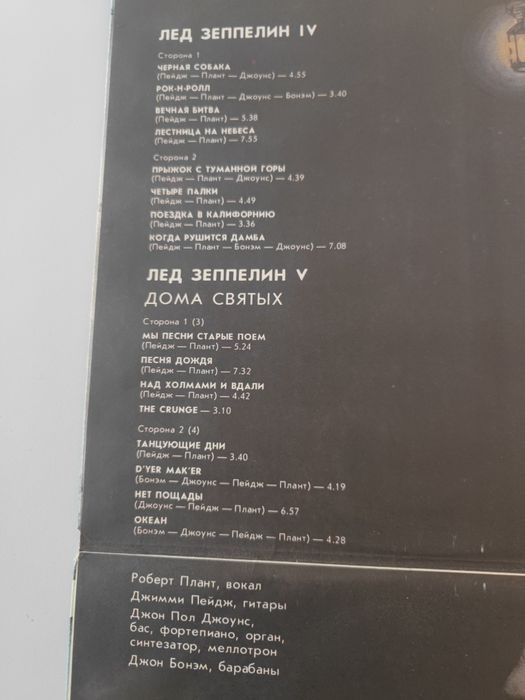 ЛЕД ЗЕППЕЛИН IV
Сторона 1
ЧЕРНАЯ СОБАКА
(Пейдж — Плант — Джоунс) — 4.55
РОК-Н-РОЛЛ
(Пейдж — Плант — Джоунс — Бонэм) — 3.40
ВЕЧНАЯ БИТВА
(Пейдж — Плант) — 5.38
ЛЕСТНИЦА НА НЕБЕСА
(Пейдж — Плант) — 7.55
Сторона 2
ПРЫЖОК С ТУМАННОЙ ГОРЫ
(Пейдж — Плант — Джоунс) — 4.39
ЧЕТЫРЕ ПАЛКИ
(Пейдж — Плант) — 4.49
ПОЕЗДКА В КАЛИФОРНИЮ
(Пейдж — Плант) — 3.36
КОГДА РУШИТСЯ ДАМБА
(Пейдж — Плант — Бонэм — Джоунс) — 7.08
ЛЕД ЗЕППЕЛИН V
ДОМА СВЯТЫХ
Сторона 1 (3)
МЫ ПЕСНИ СТАРЫЕ ПОЕМ
(Пейдж — Плант) — 5.24
ПЕСНЯ ДОЖДЯ
(Пейдж — Плант) — 7.32
НАД ХОЛМАМИ И ВДАЛИ
(Пейдж — Плант) — 4.42
THE CRUNGE — 3.10
Сторона 2 (4)
ТАНЦУЮЩИЕ ДНИ
(Пейдж — Плант) — 3.40
D'YER MAK'ER
(Бонэм — Джоунс — Пейдж — Плант) — 4.19
НЕТ ПОЩАДЫ
(Джоунс — Пейдж — Плант) — 6.57
ОКЕАН
(Бонэм — Джоунс — Пейдж — Плант) — 4.28
Роберт Плант, вокал
Джимми Пейдж, гитары
Джон Пол Джоунс,
бас, фортепиано, орган,
синтезатор, меллотрон
Джон Бонэм, барабаны